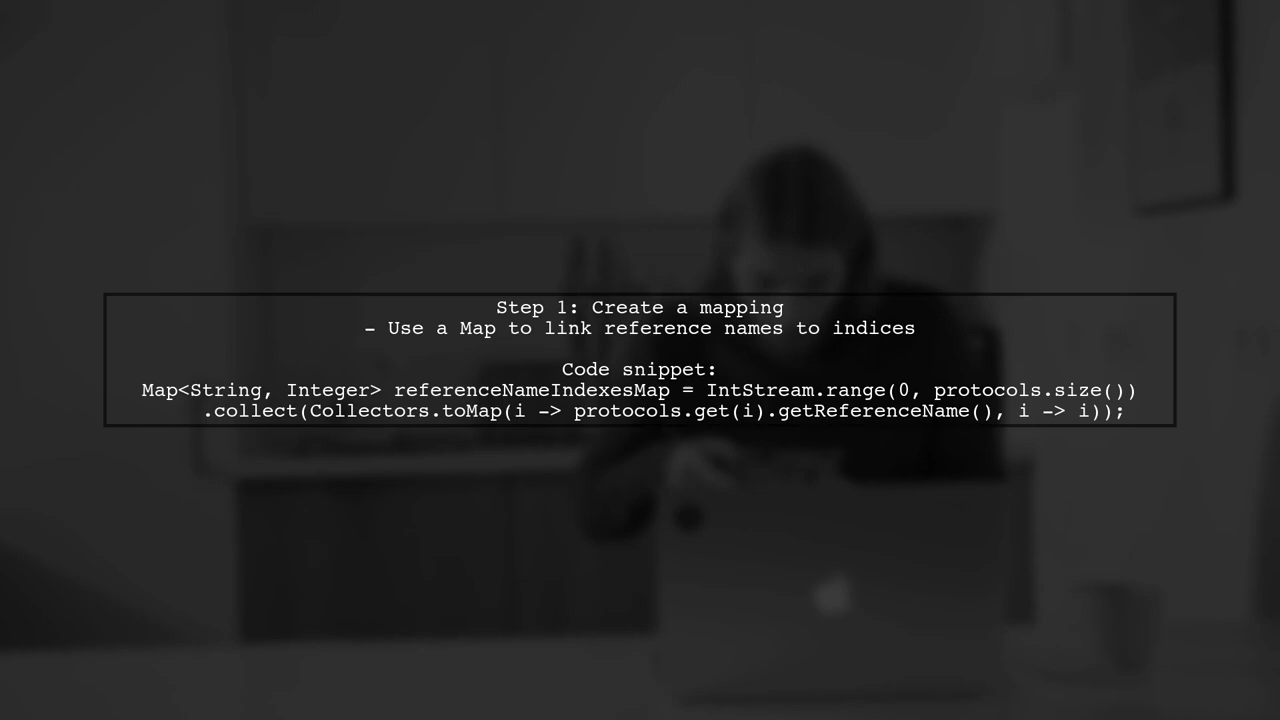 Step 1: Create a mapping
- Use a Map to link reference names to indices
Code snippet:
Map<String, Integer> referenceNameIndexesMap = IntStream.range(0, protocols.size())
.collect(Collectors.toMap(i -> protocols.get(i).getReferenceName(), i -> i));